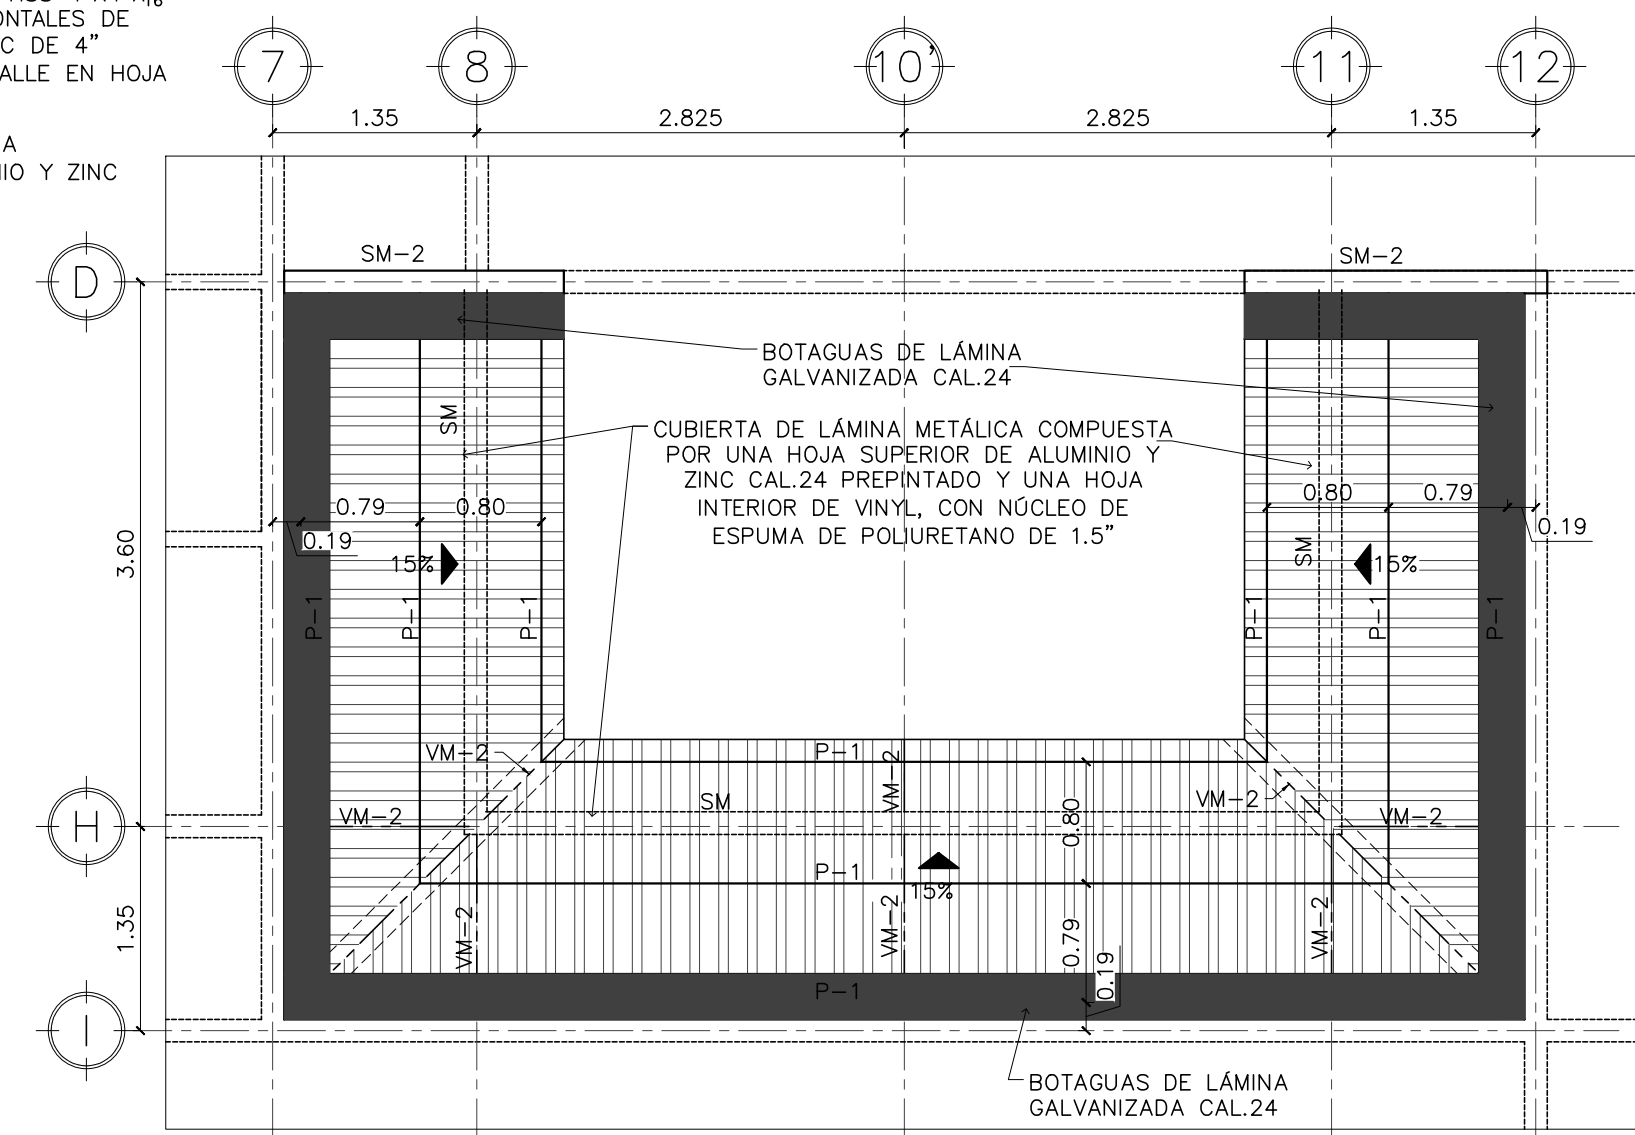 ONTALES DE
C DE 4”
ALLE EN HOJA
A
IO Y ZINC
7
8
10’
11
12
1.35
2.825
2.825
1.35
D
SM-2
SM-2
BOTAGUAS DE LÁMINA
GALVANIZADA CAL.24
SM
CUBIERTA DE LÁMINA METÁLICA COMPUESTA
POR UNA HOJA SUPERIOR DE ALUMINIO Y
ZINC CAL.24 PREPINTADO Y UNA HOJA
INTERIOR DE VINYL, CON NÚCLEO DE
ESPUMA DE POLIURETANO DE 1.5”
0.79
0.80
0.80
0.79
0.19
0.19
3.60
15%
SM
15%
P-1
P-1
P-1
P-1
P-1
P-1
VM-2
P-1
VM-2
H
VM-2
SM
VM-2
VM-2
0.80
P-1
15%
1.35
VM-2
VM-2
0.79
VM-2
0.19
P-1
I
BOTAGUAS DE LÁMINA
GALVANIZADA CAL.24